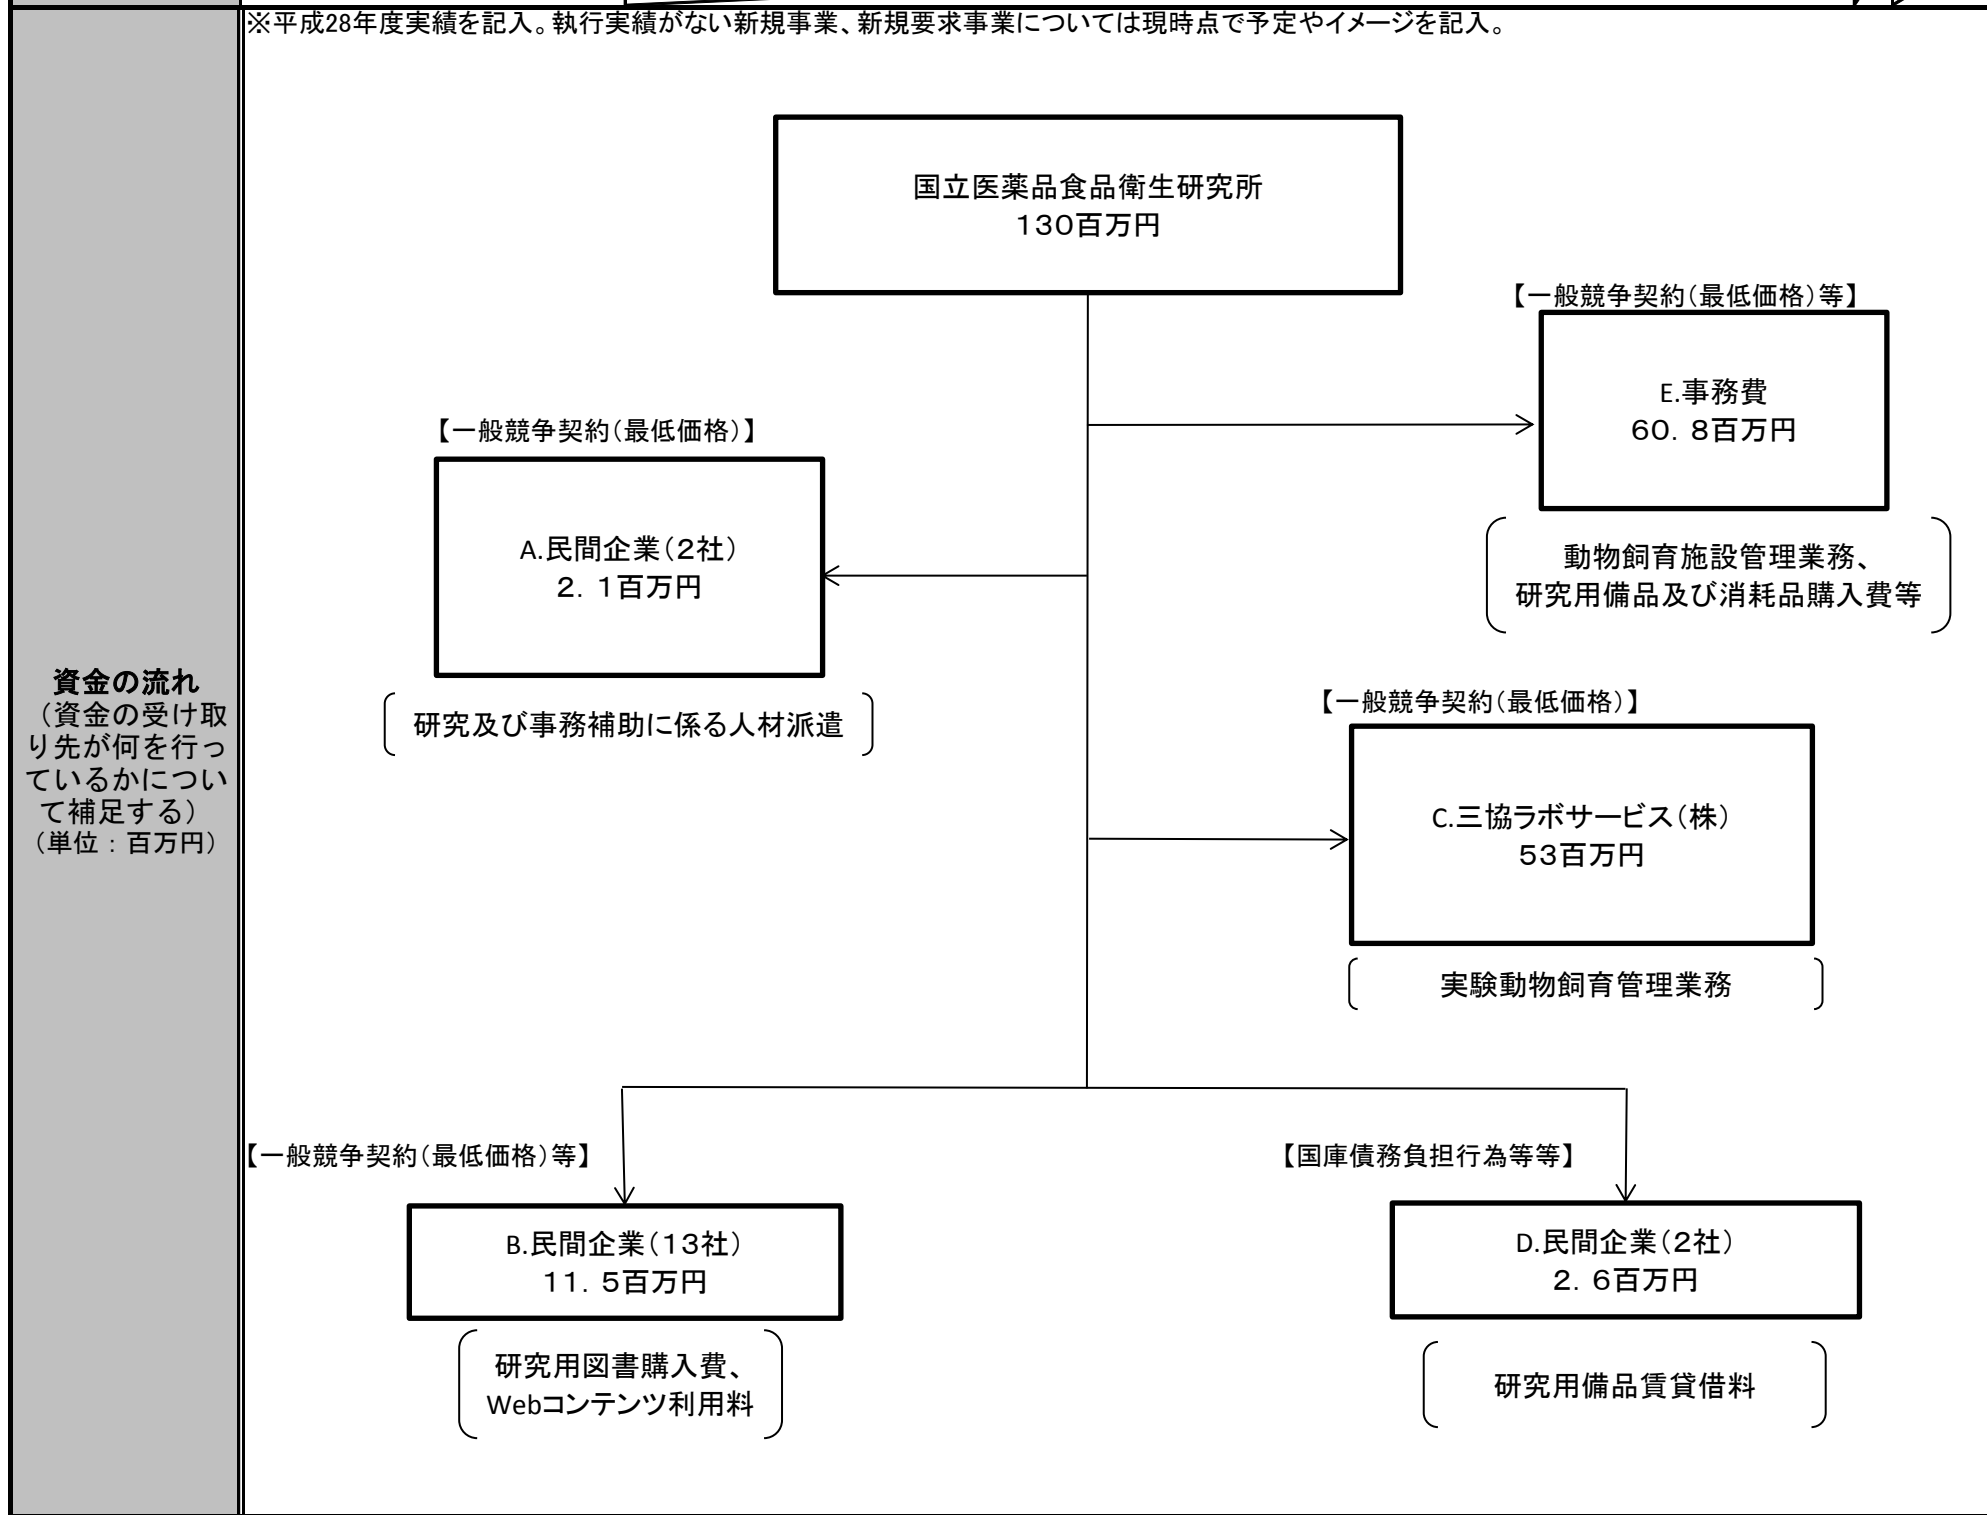 ※平成28年度実績を記入。執行実績がない新規事業、新規要求事業については現時点で予定やイメージを記入。
資金の流れ
（資金の受け取
り先が何を行っ
ているかについ
て補足する）
（単位：百万円）
国立医薬品食品衛生研究所
１３０百万円
【一般競争契約（最低価格）等】
E.事務費
６０．８百万円
動物飼育施設管理業務、
研究用備品及び消耗品購入費等
【一般競争契約（最低価格）】
A.民間企業（２社）
２．１百万円
研究及び事務補助に係る人材派遣
【一般競争契約（最低価格）】
C.三協ラボサービス（株）
５３百万円
実験動物飼育管理業務
【一般競争契約（最低価格）等】
B.民間企業（１３社）
１１．５百万円
研究用図書購入費、
Webコンテンツ利用料
【国庫債務負担行為等等】
D.民間企業（２社）
２．６百万円
研究用備品賃貸借料